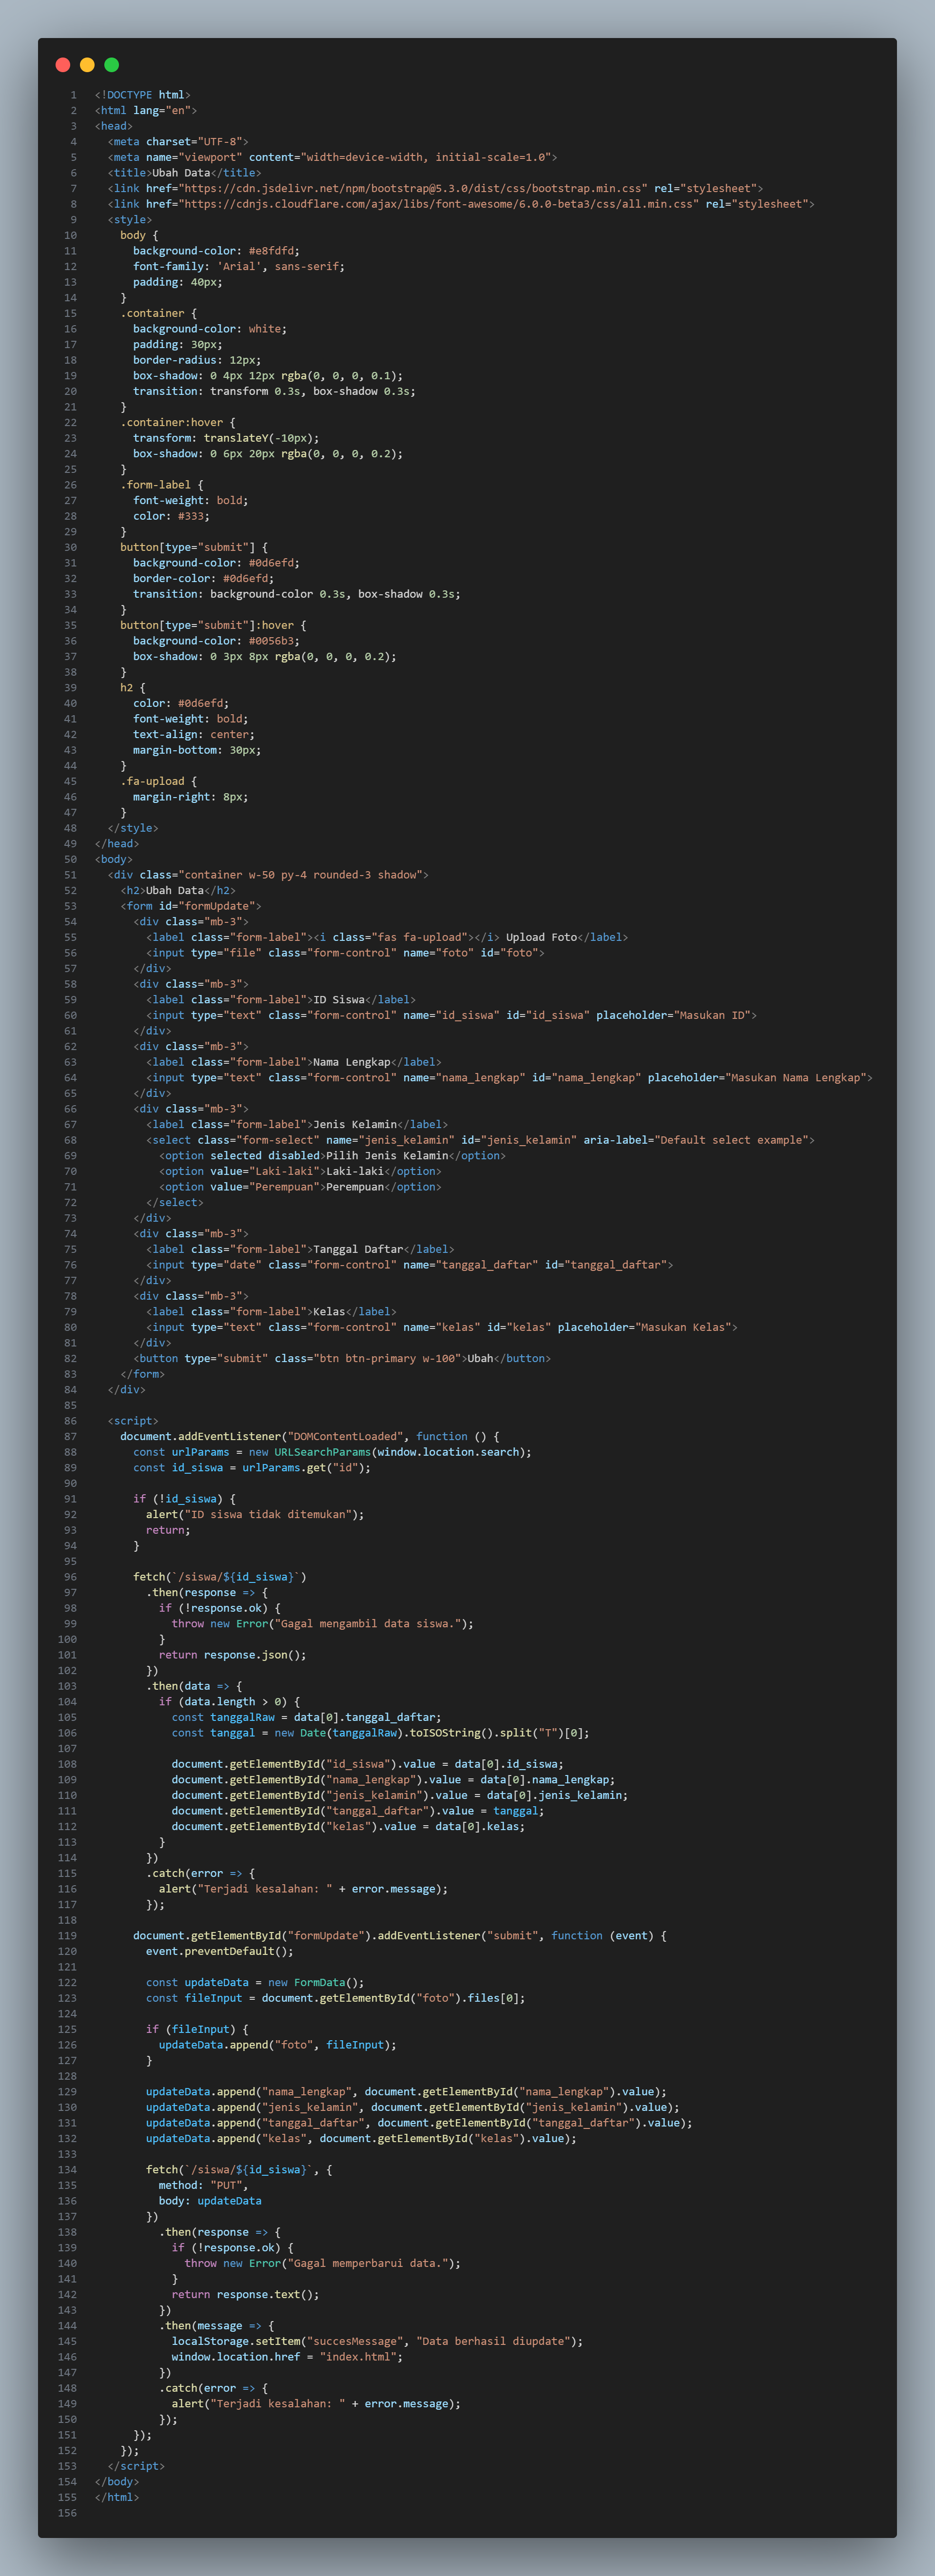 1 <!DOCTYPE html>
2 <html lang="en">
3 <head>
4   <meta charset="UTF-8">
5   <meta name="viewport" content="width=device-width, initial-scale=1.0">
6   <title>Ubah Data</title>
7   <link href="https://cdn.jsdelivr.net/npm/bootstrap@5.3.0/dist/css/bootstrap.min.css" rel="stylesheet">
8   <link href="https://cdnjs.cloudflare.com/ajax/libs/font-awesome/6.0.0-beta3/css/all.min.css" rel="stylesheet">
9   <style>
10     body {
11       background-color: #e8fdfd;
12       font-family: 'Arial', sans-serif;
13       padding: 40px;
14     }
15     .container {
16       background-color: white;
17       padding: 30px;
18       border-radius: 12px;
19       box-shadow: 0 4px 12px rgba(0, 0, 0, 0.1);
20       transition: transform 0.3s, box-shadow 0.3s;
21     }
22     .container:hover {
23       transform: translateY(-10px);
24       box-shadow: 0 6px 20px rgba(0, 0, 0, 0.2);
25     }
26     .form-label {
27       font-weight: bold;
28       color: #333;
29     }
30     button[type="submit"] {
31       background-color: #0d6efd;
32       border-color: #0d6efd;
33       transition: background-color 0.3s, box-shadow 0.3s;
34     }
35     button[type="submit"]:hover {
36       background-color: #0056b3;
37       box-shadow: 0 3px 8px rgba(0, 0, 0, 0.2);
38     }
39     h2 {
40       color: #0d6efd;
41       font-weight: bold;
42       text-align: center;
43       margin-bottom: 30px;
44     }
45     .fa-upload {
46       margin-right: 8px;
47     }
48   </style>
49 </head>
50 <body>
51   <div class="container w-50 py-4 rounded-3 shadow">
52     <h2>Ubah Data</h2>
53     <form id="formUpdate">
54       <div class="mb-3">
55         <label class="form-label"><i class="fas fa-upload"></i> Upload Foto</label>
56         <input type="file" class="form-control" name="foto" id="foto">
57       </div>
58       <div class="mb-3">
59         <label class="form-label">ID Siswa</label>
60         <input type="text" class="form-control" name="id_siswa" id="id_siswa" placeholder="Masukan ID">
61       </div>
62       <div class="mb-3">
63         <label class="form-label">Nama Lengkap</label>
64         <input type="text" class="form-control" name="nama_lengkap" id="nama_lengkap" placeholder="Masukan Nama Lengkap">
65       </div>
66       <div class="mb-3">
67         <label class="form-label">Jenis Kelamin</label>
68         <select class="form-select" name="jenis_kelamin" id="jenis_kelamin" aria-label="Default select example">
69           <option selected disabled>Pilih Jenis Kelamin</option>
70           <option value="Laki-laki">Laki-laki</option>
71           <option value="Perempuan">Perempuan</option>
72         </select>
73       </div>
74       <div class="mb-3">
75         <label class="form-label">Tanggal Daftar</label>
76         <input type="date" class="form-control" name="tanggal_daftar" id="tanggal_daftar">
77       </div>
78       <div class="mb-3">
79         <label class="form-label">Kelas</label>
80         <input type="text" class="form-control" name="kelas" id="kelas" placeholder="Masukan Kelas">
81       </div>
82       <button type="submit" class="btn btn-primary w-100">Ubah</button>
83     </form>
84   </div>
85
86   <script>
87     document.addEventListener("DOMContentLoaded", function () {
88       const urlParams = new URLSearchParams(window.location.search);
89       const id_siswa = urlParams.get("id");
90
91       if (!id_siswa) {
92         alert("ID siswa tidak ditemukan");
93         return;
94       }
95
96       fetch(`/siswa/${id_siswa}`)
97         .then(response => {
98           if (!response.ok) {
99             throw new Error("Gagal mengambil data siswa.");
100           }
101           return response.json();
102         })
103         .then(data => {
104           if (data.length > 0) {
105             const tanggalRaw = data[0].tanggal_daftar;
106             const tanggal = new Date(tanggalRaw).toISOString().split("T")[0];
107
108             document.getElementById("id_siswa").value = data[0].id_siswa;
109             document.getElementById("nama_lengkap").value = data[0].nama_lengkap;
110             document.getElementById("jenis_kelamin").value = data[0].jenis_kelamin;
111             document.getElementById("tanggal_daftar").value = tanggal;
112             document.getElementById("kelas").value = data[0].kelas;
113           }
114         })
115         .catch(error => {
116           alert("Terjadi kesalahan: " + error.message);
117         });
118
119       document.getElementById("formUpdate").addEventListener("submit", function (event) {
120         event.preventDefault();
121
122         const updateData = new FormData();
123         const fileInput = document.getElementById("foto").files[0];
124
125         if (fileInput) {
126           updateData.append("foto", fileInput);
127         }
128
129         updateData.append("nama_lengkap", document.getElementById("nama_lengkap").value);
130         updateData.append("jenis_kelamin", document.getElementById("jenis_kelamin").value);
131         updateData.append("tanggal_daftar", document.getElementById("tanggal_daftar").value);
132         updateData.append("kelas", document.getElementById("kelas").value);
133
134         fetch(`/siswa/${id_siswa}`, {
135           method: "PUT",
136           body: updateData
137         })
138           .then(response => {
139             if (!response.ok) {
140               throw new Error("Gagal memperbarui data.");
141             }
142             return response.text();
143           })
144           .then(message => {
145             localStorage.setItem("succesMessage", "Data berhasil diupdate");
146             window.location.href = "index.html";
147           })
148           .catch(error => {
149             alert("Terjadi kesalahan: " + error.message);
150           });
151       });
152     });
153   </script>
154 </body>
155 </html>
156